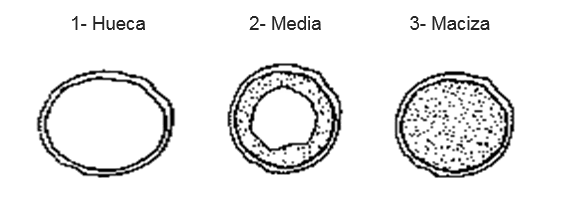 1- Hueca 2- Media 3- Maciza